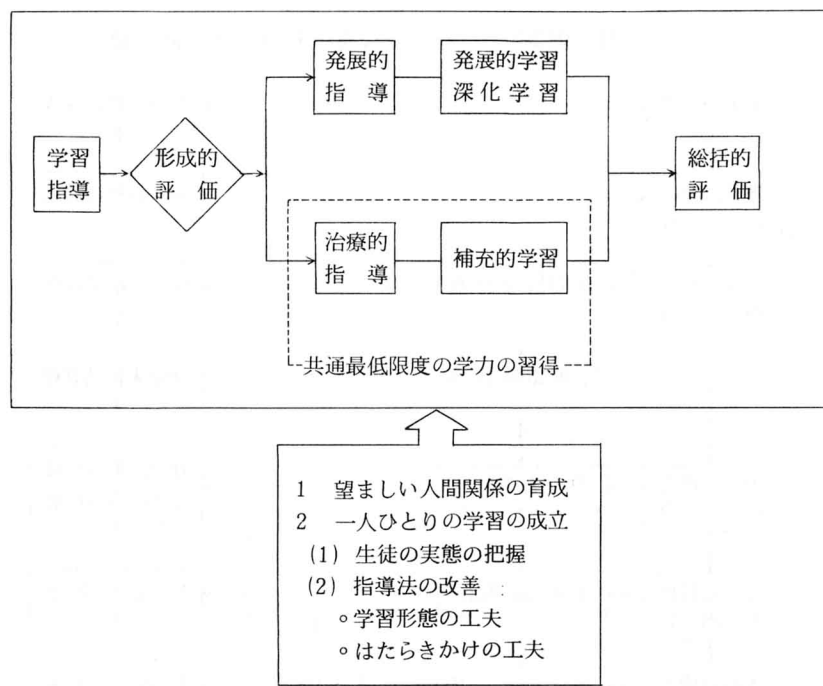 学習
指導
形成的
評価
発展的
指導
発展的学習
深化学習
治療的
指導
補充的学習
共通最低限度の学力の習得
総括的
評価
1 望ましい人間関係の育成
2 一人ひとりの学習の成立
(1) 生徒の実態の把握
(2) 指導法の改善
○学習形態の工夫
○はたらきかけの工夫